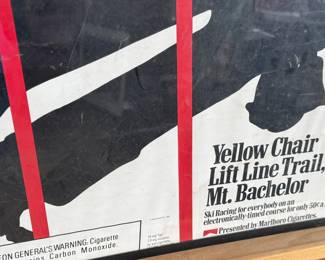 Yellow Chair
Lift Line Trail,
Mt. Bachelor
Ski Racing for everybody on an
electronically-timed course for only 50¢ a
Presented by Marlboro Cigarettes.
EON GENERAL'S WARNING: Cigarette
ains Carbon Monoxide.